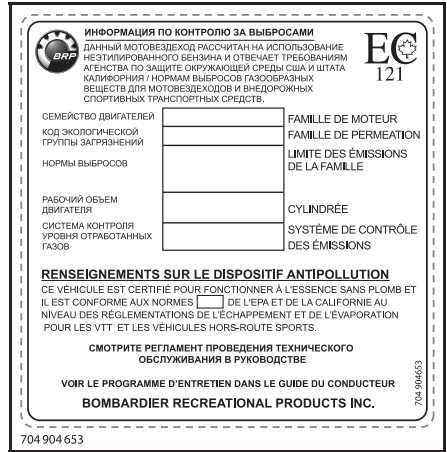 ИНФОРМАЦИЯ ПО КОНТРОЛЮ ЗА ВЫБРОСАМИ
BRP
ДАННЫЙ МОТОВЕЗДЕХОД РАССЧИТАН НА ИСПОЛЬЗОВАНИЕ
НЕЭТИЛИРОВАННОГО БЕНЗИНА И ОТВЕЧАЕТ ТРЕБОВАНИЯМ
АГЕНСТВА ПО ЗАЩИТЕ ОКРУЖАЮЩЕЙ СРЕДЫ США И ШТАТА
КАЛИФОРНИЯ / НОРМАМ ВЫБРОСОВ ГАЗООБРАЗНЫХ
ВЕЩЕСТВ ДЛЯ МОТОВЕЗДЕХОДОВ И ВНЕДОРОЖНЫХ
СПОРТИВНЫХ ТРАНСПОРТНЫХ СРЕДСТВ.
EC
121
СЕМЕЙСТВО ДВИГАТЕЛЕЙ FAMILLE DE MOTEUR
КОД ЭКОЛОГИЧЕСКОЙ FAMILLE DE PERMEATION
ГРУППЫ ЗАГРЯЗНЕНИЙ
НОРМЫ ВЫБРОСОВ LIMITE DES ÉMISSIONS
DE LA FAMILLE
РАБОЧИЙ ОБЪЕМ
ДВИГАТЕЛЯ CYLINDRÉE
СИСТЕМА КОНТРОЛЯ SYSTÈME DE CONTRÔLE
УРОВНЯ ОТРАБОТАННЫХ DES ÉMISSIONS
ГАЗОВ
RENSEIGNEMENTS SUR LE DISPOSITIF ANTIPOLLUTION
CE VÉHICULE EST CERTIFIÉ POUR FONCTIONNER À L'ESSENCE SANS PLOMB ET
IL EST CONFORME AUX NORMES DE L'EPA ET DE LA CALIFORNIE AU
NIVEAU DES RÉGLEMENTATIONS DE L'ÉCHAPPEMENT ET DE L'ÉVAPORATION
POUR LES VTT ET LES VÉHICULES HORS-ROUTE SPORTS.
СМОТРИТЕ РЕГЛАМЕНТ ПРОВЕДЕНИЯ ТЕХНИЧЕСКОГО
ОБСЛУЖИВАНИЯ В РУКОВОДСТВЕ
VOIR LE PROGRAMME D'ENTRETIEN DANS LE GUIDE DU CONDUCTEUR
BOMBARDIER RECREATIONAL PRODUCTS INC.
704 904653
704 904 653